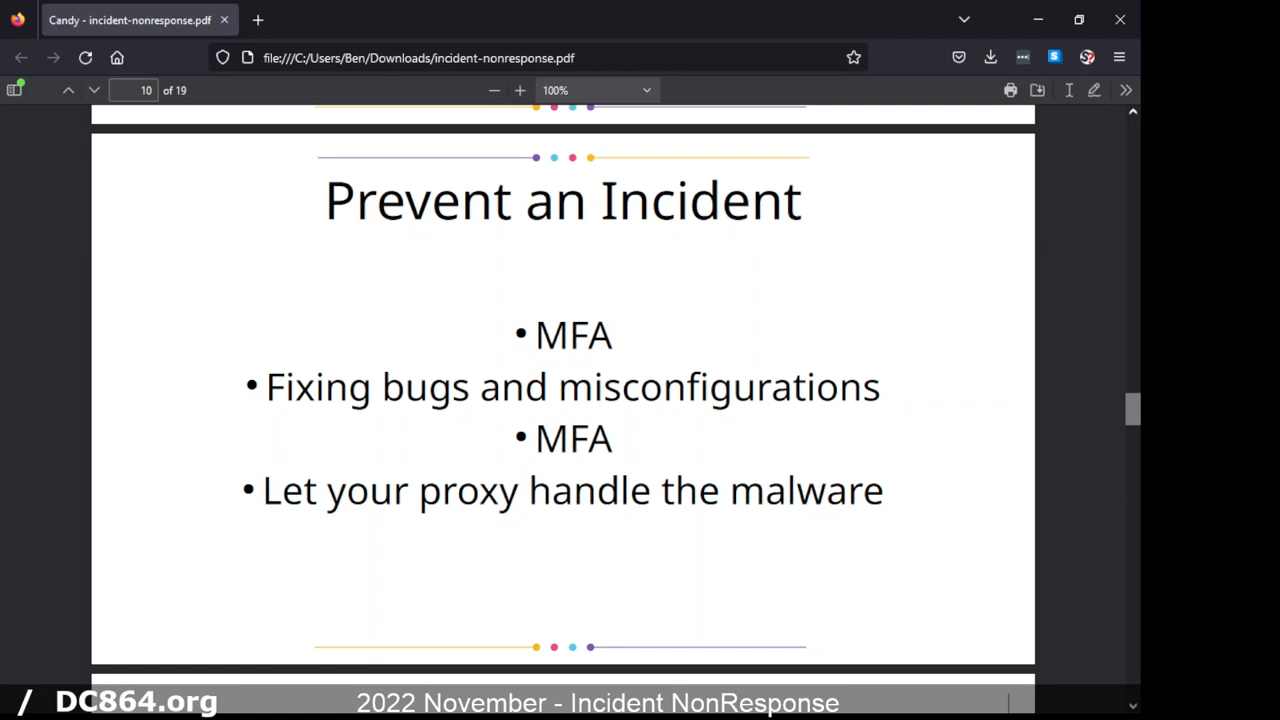 Candy - incident-nonresponse.pdf
file:///C:/Users/Ben/Downloads/incident-nonresponse.pdf
10 of 19
100%
Prevent an Incident
• MFA
• Fixing bugs and misconfigurations
• MFA
• Let your proxy handle the malware
/ DC864.org
2022 November - Incident NonResponse